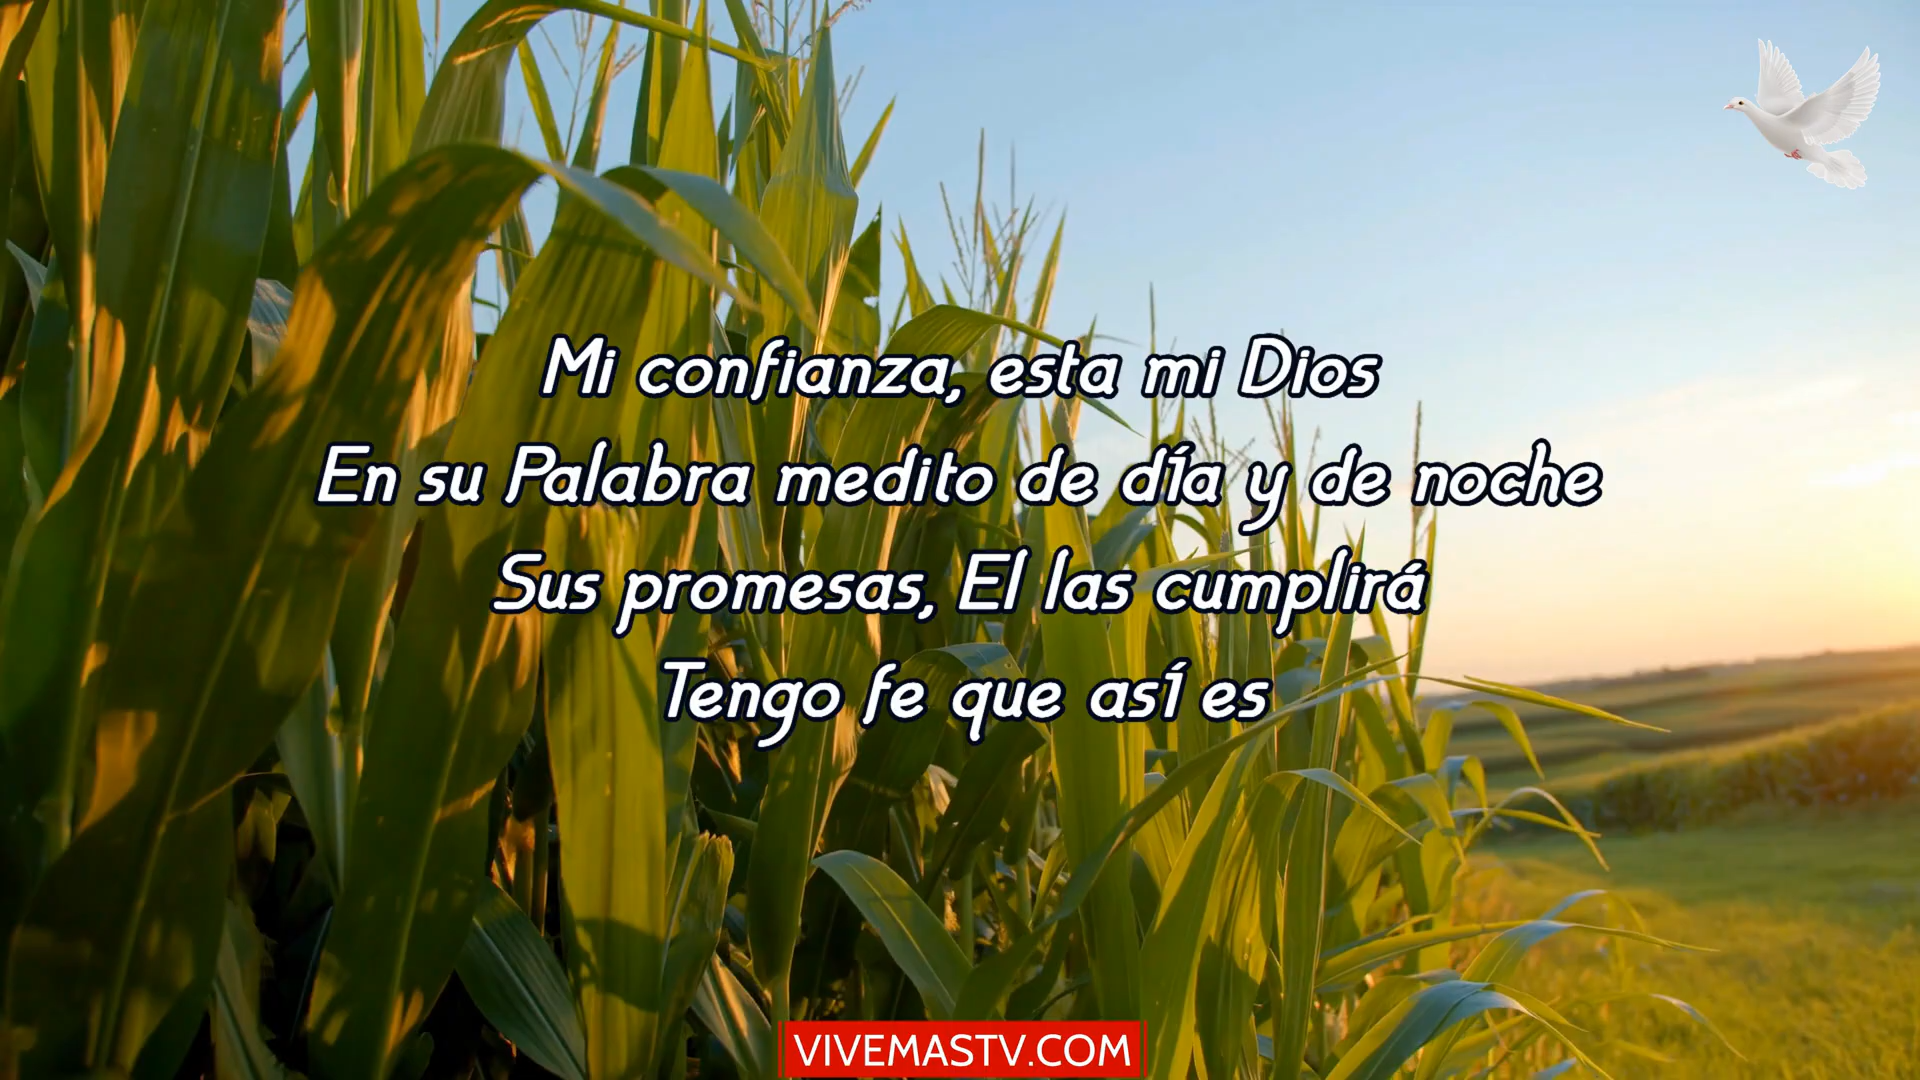 Mi confianza, esta mi Dios
En su Palabra medito de día y de noche
Sus promesas, El las cumplirá
Tengo fe que así es
VIVEMASTV.COM